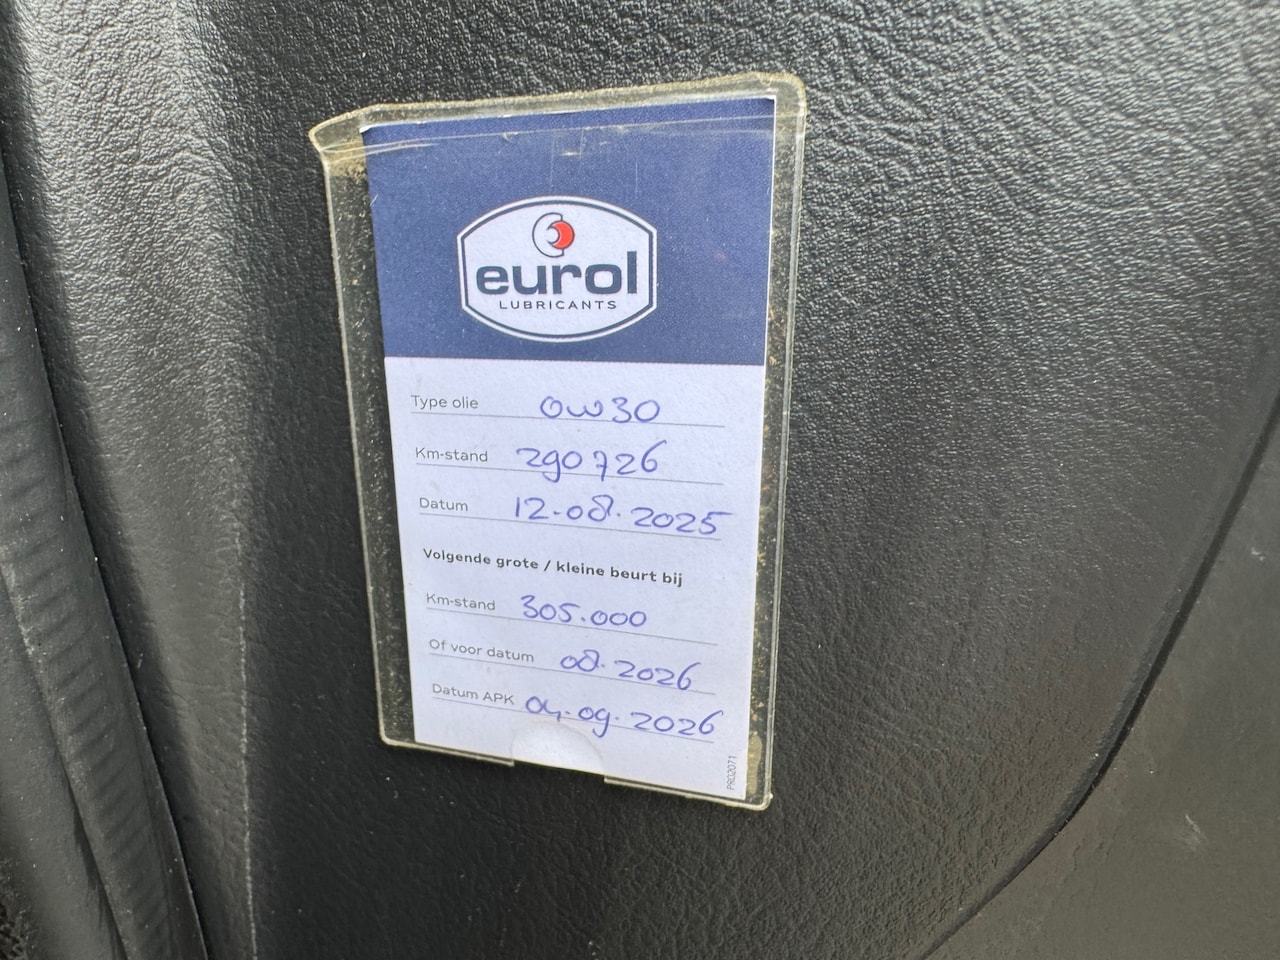 eurol
LUBRICANTS
Type olie 0W30
Km-stand 290726
Datum 12.08.2025
Volgende grote / kleine beurt bij
Km-stand 305.000
Of voor datum 08.2026
Datum APK 04.09.2026
PR02071